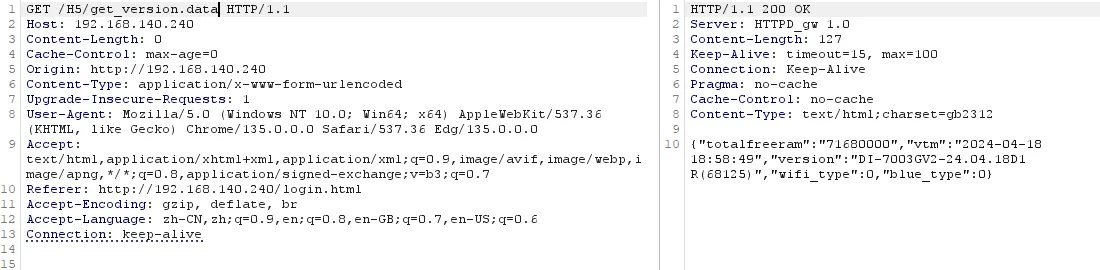 1 GET /H5/get_version.data HTTP/1.1
2 Host: 192.168.140.240
3 Content-Length: 0
4 Cache-Control: max-age=0
5 Origin: http://192.168.140.240
6 Content-Type: application/x-www-form-urlencoded
7 Upgrade-Insecure-Requests: 1
8 User-Agent: Mozilla/5.0 (Windows NT 10.0; Win64; x64) AppleWebKit/537.36
(KHTML, like Gecko) Chrome/135.0.0.0 Safari/537.36 Edg/135.0.0.0
9 Accept:
text/html,application/xhtml+xml,application/xml;q=0.9,image/avif,image/webp,i
mage/apng,*/*;q=0.8,application/signed-exchange;v=b3;q=0.7
10 Referer: http://192.168.140.240/login.html
11 Accept-Encoding: gzip, deflate, br
12 Accept-Language: zh-CN,zh;q=0.9,en;q=0.8,en-GB;q=0.7,en-US;q=0.6
13 Connection: keep-alive
14
15
1 HTTP/1.1 200 OK
2 Server: HTTPD_gw 1.0
3 Content-Length: 127
4 Keep-Alive: timeout=15, max=100
5 Connection: Keep-Alive
6 Pragma: no-cache
7 Cache-Control: no-cache
8 Content-Type: text/html;charset=gb2312
9
10 {"totalfreeram":"71680000","vtm":"2024-04-18
18:58:49","version":"DI-7003GV2-24.04.18D1
R(68125)","wifi_type":0,"blue_type":0}